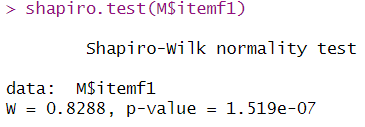 > shapiro.test(M$itemf1)
Shapiro-Wilk normality test
data:  M$itemf1
W = 0.8288, p-value = 1.519e-07